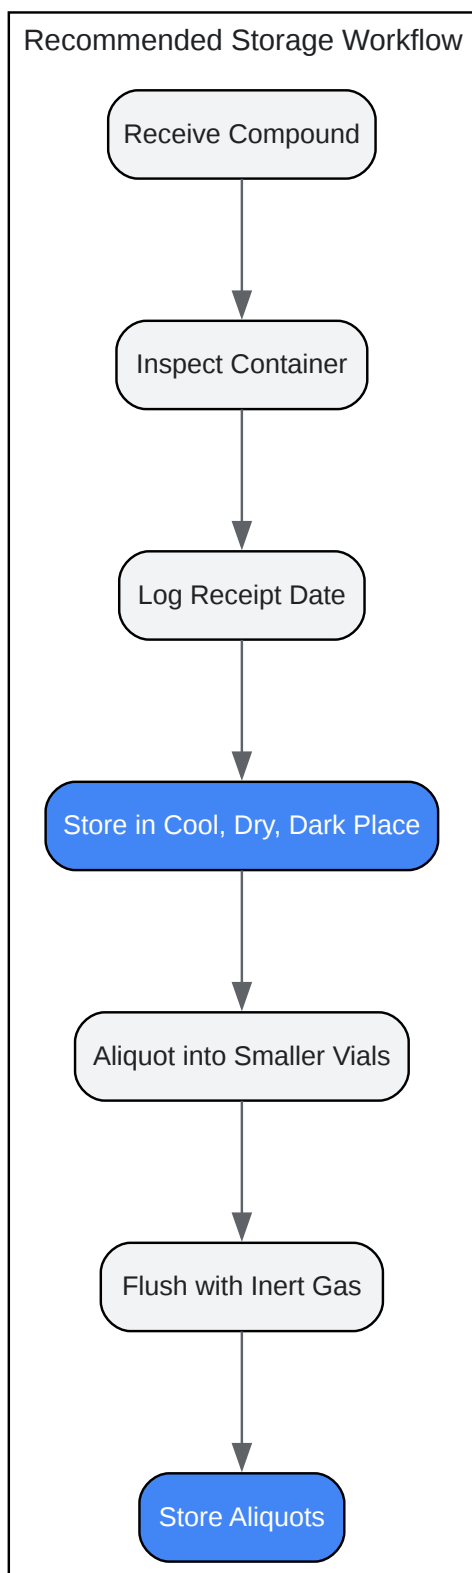 Recommended Storage Workflow
Receive Compound
Inspect Container
Log Receipt Date
Store in Cool, Dry, Dark Place
Aliquot into Smaller Vials
Flush with Inert Gas
Store Aliquots